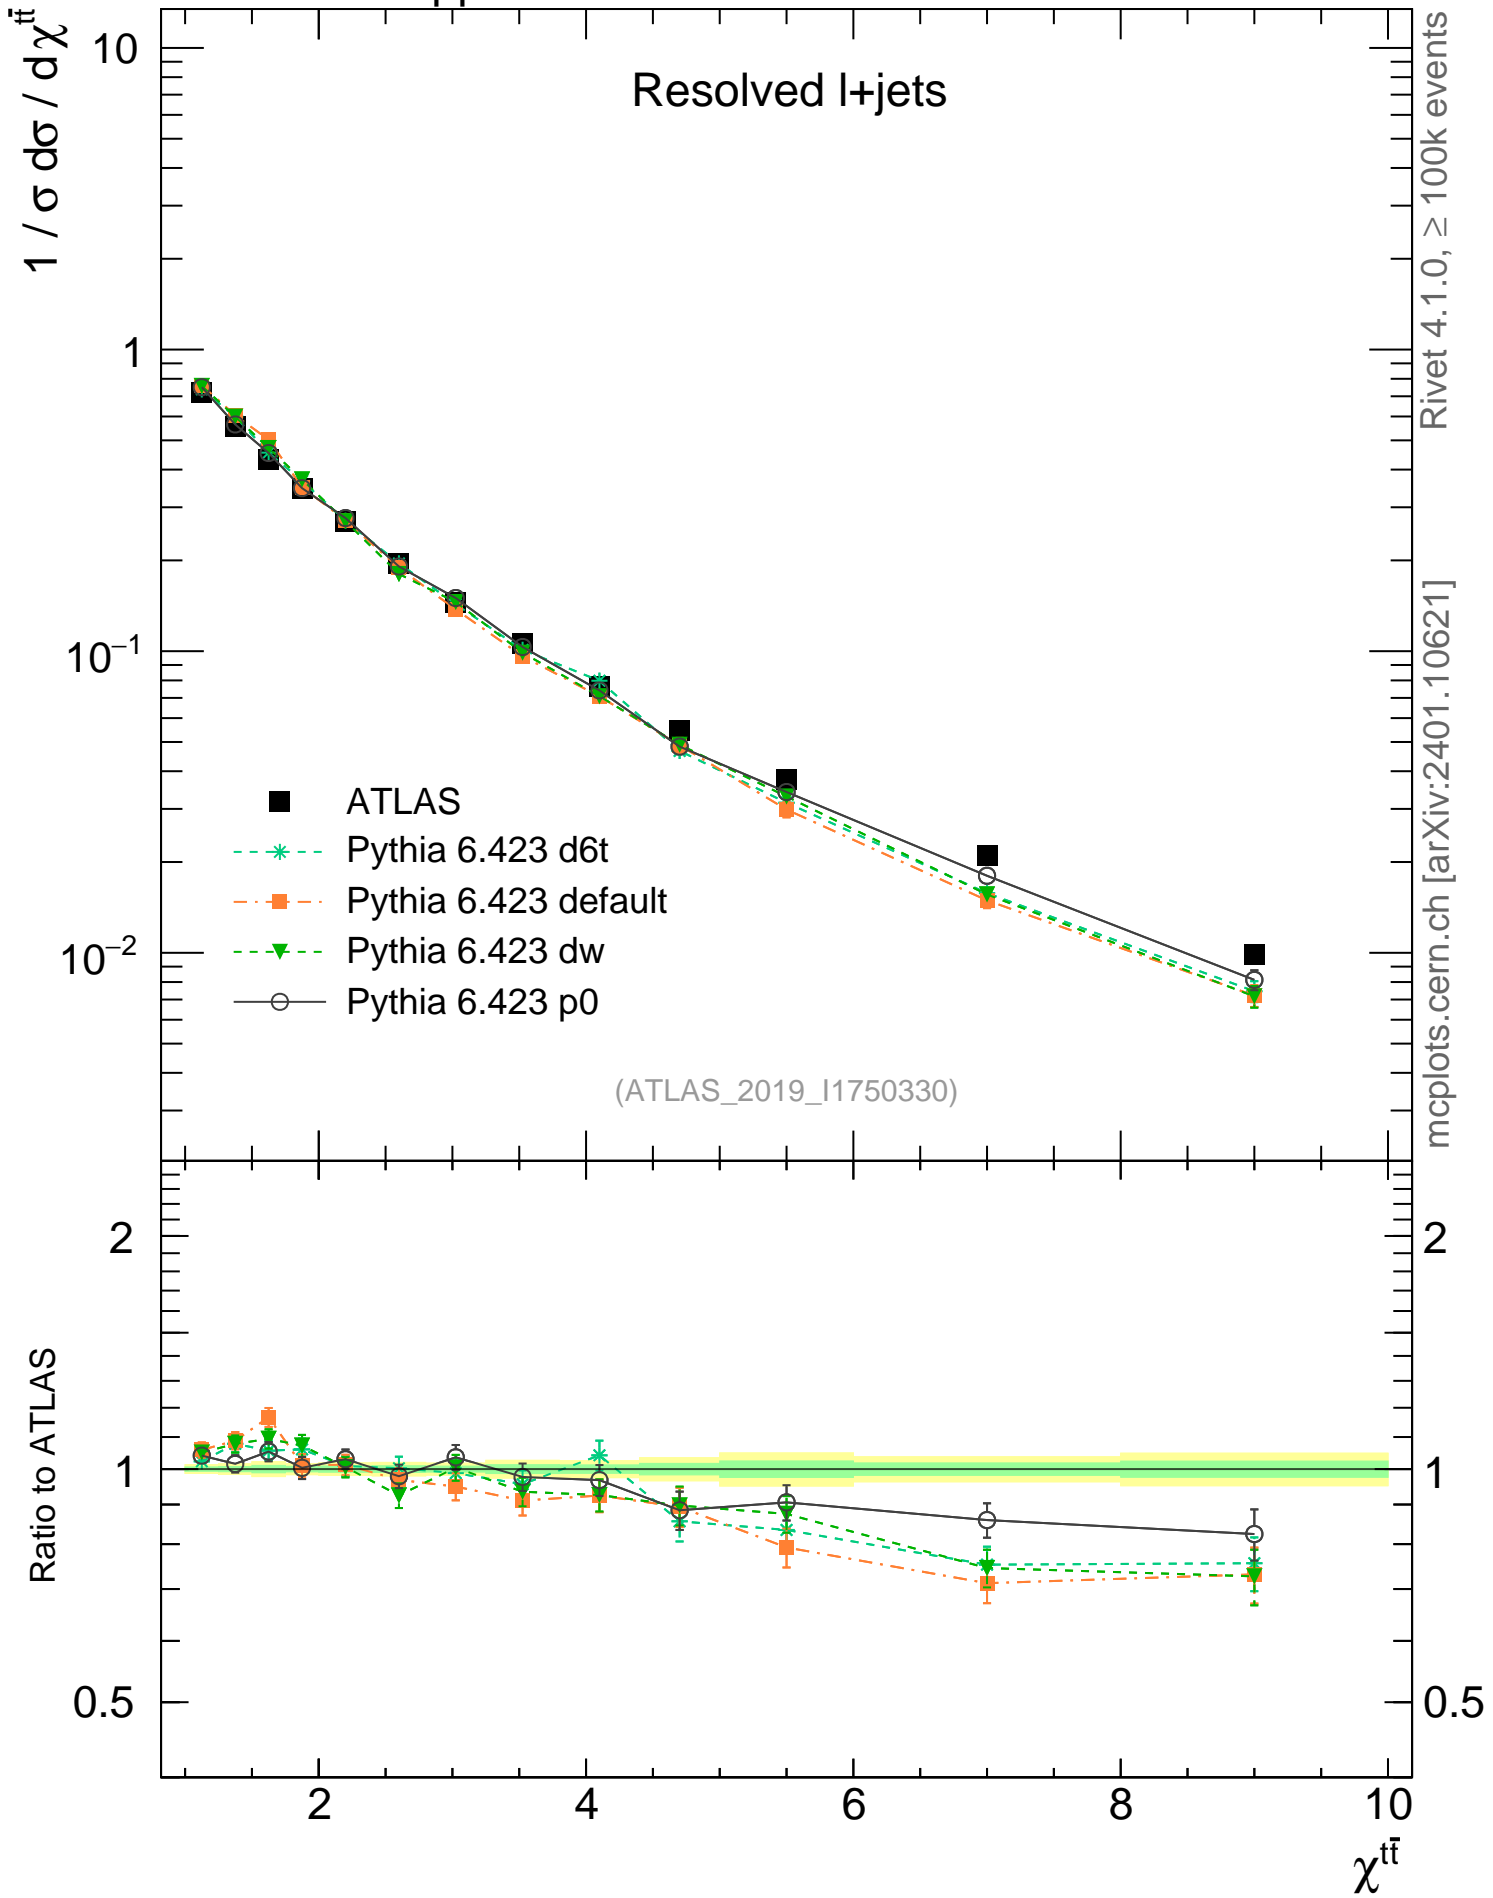 1 / σ dσ / dχ^{tt̄}
Resolved l+jets
10
1
10⁻¹
10⁻²
ATLAS
Pythia 6.423 d6t
Pythia 6.423 default
Pythia 6.423 dw
Pythia 6.423 p0
(ATLAS_2019_I1750330)
Rivet 4.1.0, ≥ 100k events
mcplots.cern.ch [arXiv:2401.10621]
Ratio to ATLAS
2
1
0.5
2
1
0.5
2 4 6 8 10
χ^{tt̄}